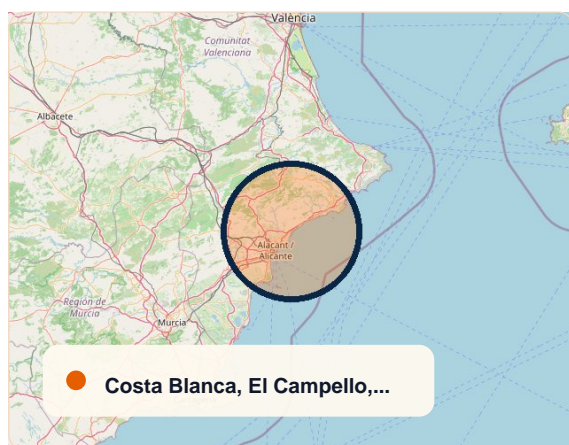 València
Comunitat
Valenciana
Albacete
Alacant /
Alicante
Región de
Murcia
Murcia
Costa Blanca, El Campello,...